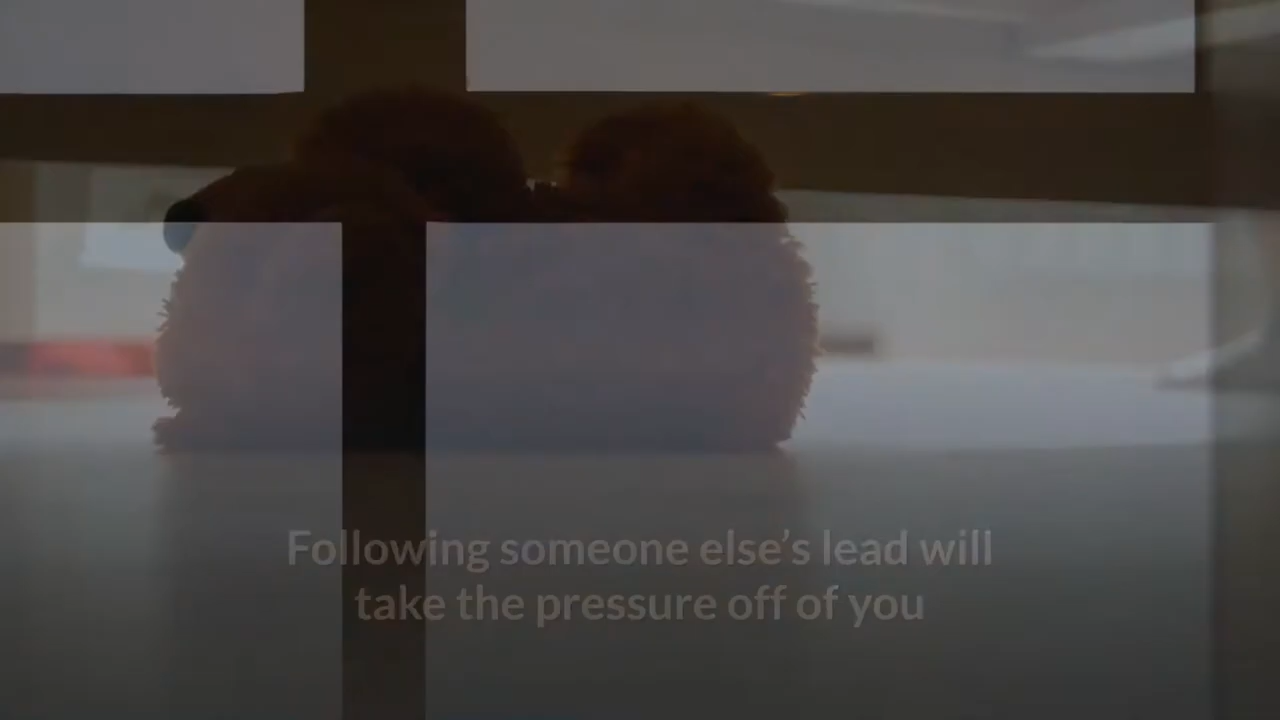 Following someone else’s lead will
take the pressure off of you